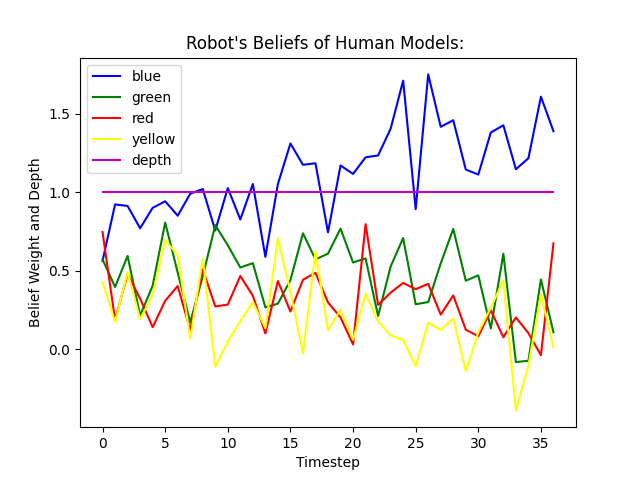 Robot's Beliefs of Human Models:
blue
green
red
yellow
depth
Belief Weight and Depth
1.5
1.0
0.5
0.0
0 5 10 15 20 25 30 35
Timestep